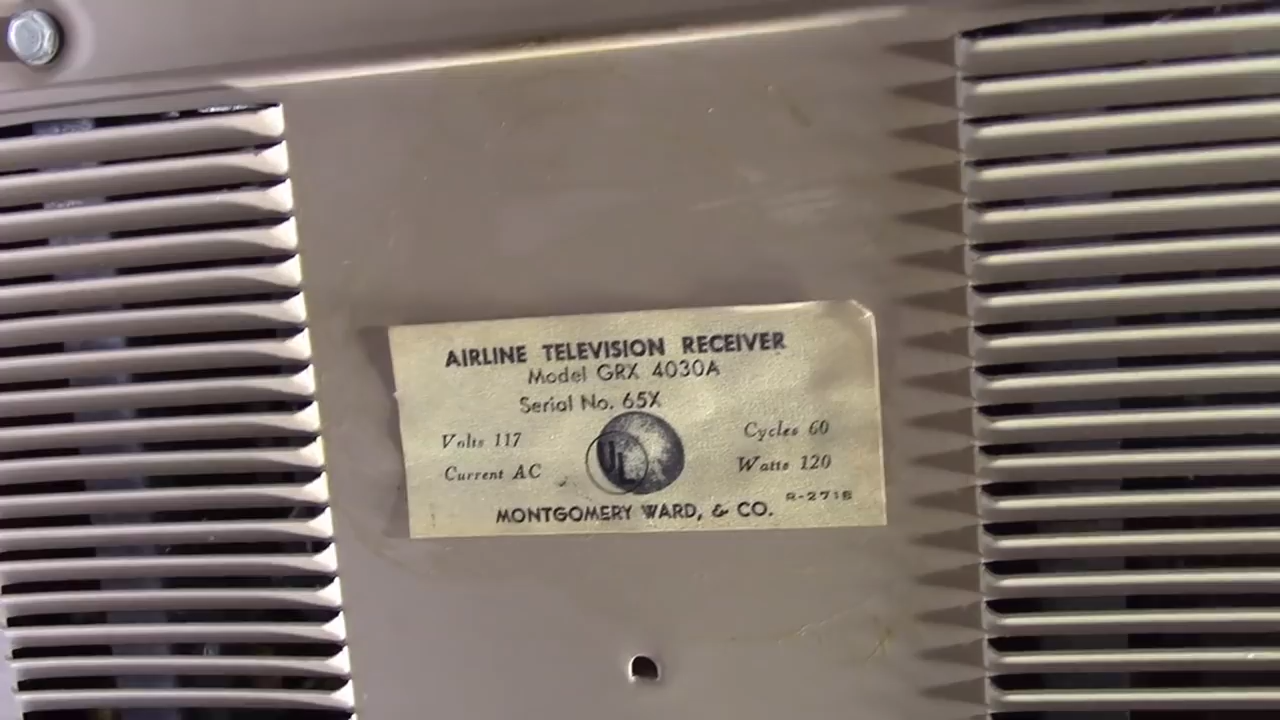 AIRLINE TELEVISION RECEIVER
Model GRX 4030A
Serial No. 65X
Volts 117
Cycles 60
UL
Current AC
Watts 120
R-2718
MONTGOMERY WARD, & CO.